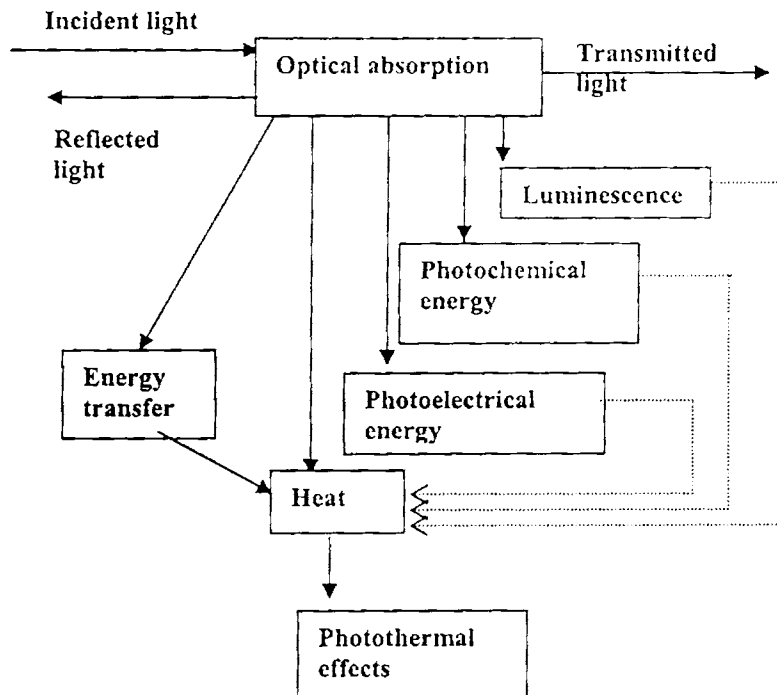 Incident light
Optical absorption
Transmitted
light
Reflected
light
Luminescence
Photochemical
energy
Energy
transfer
Photoelectrical
energy
Heat
Photothermal
effects